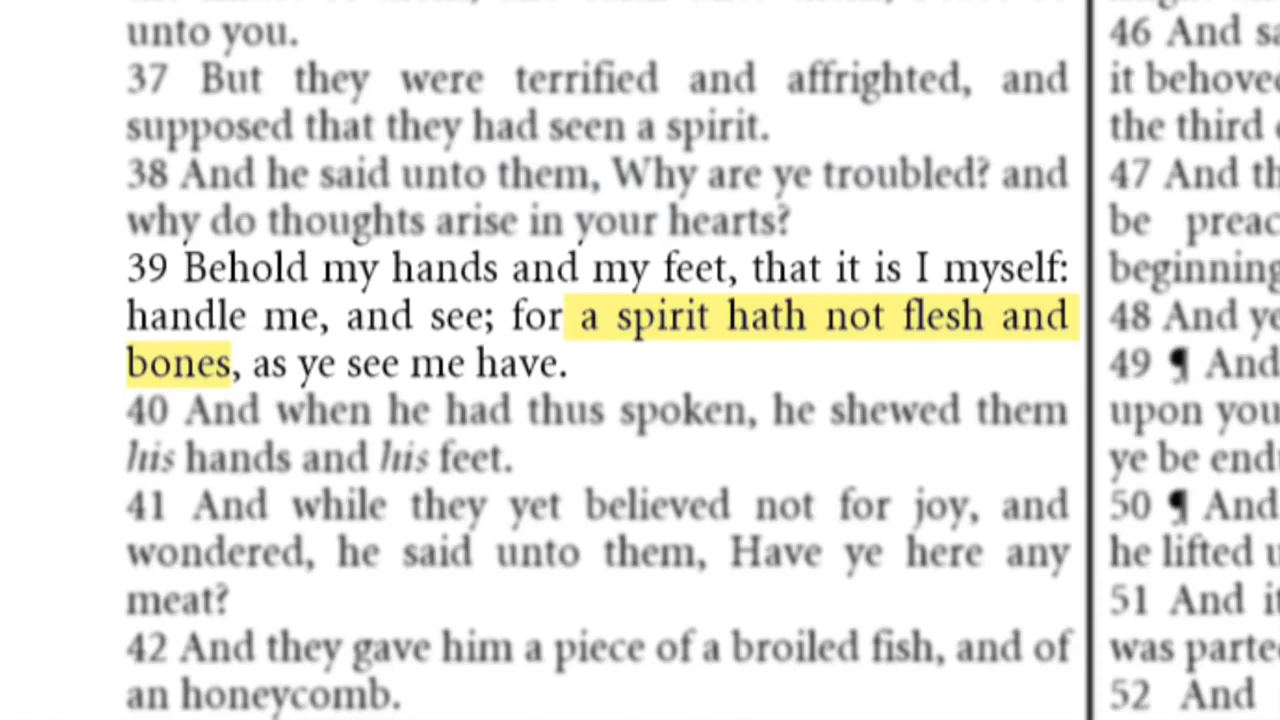 unto you.
37 But they were terrified and affrighted, and
supposed that they had seen a spirit.
38 And he said unto them, Why are ye troubled? and
why do thoughts arise in your hearts?
39 Behold my hands and my feet, that it is I myself:
handle me, and see; for a spirit hath not flesh and
bones, as ye see me have.
40 And when he had thus spoken, he shewed them
his hands and his feet.
41 And while they yet believed not for joy, and
wondered, he said unto them, Have ye here any
meat?
42 And they gave him a piece of a broiled fish, and of
an honeycomb.
46 And
it
the third
47 And
be
beginning
48 And
49 ¶ And
upon you
ye be
50 ¶ And
he lifted
51 And
was
52 And